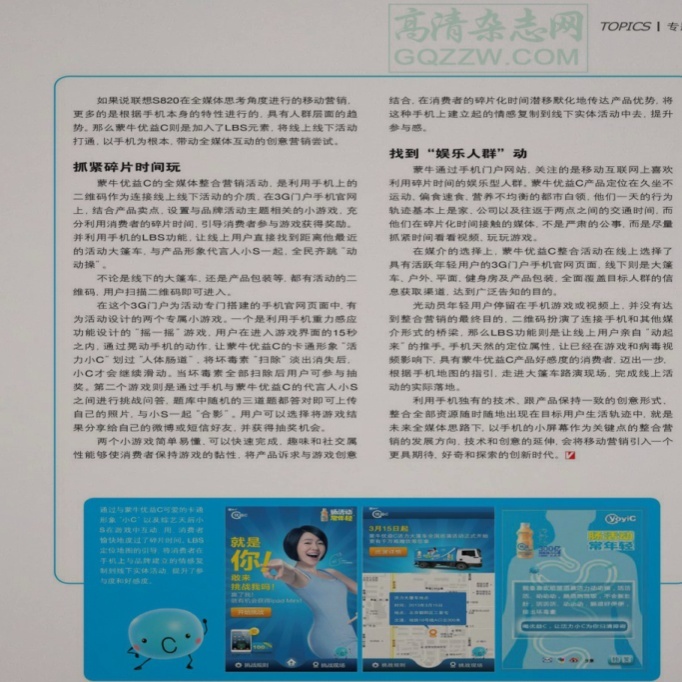 高清杂志网
GQZZW.COM
TOPICS | 专
如果说联想S820在全媒体思考角度进行的移动营销,
更多的是根据手机本身的特性进行的, 具有人群层面的趋
势。那么蒙牛优益C则是加入了LBS元素, 将线上线下活动
打通, 以手机为根本, 带动全媒体互动的创意营销尝试。
抓紧碎片时间玩
蒙牛优益C的全媒体整合营销活动, 是利用手机上的
二维码作为连接线上线下活动的介质, 在3G门户手机官网
上, 结合产品卖点, 设置与品牌活动主题相关的小游戏, 充
分利用消费者的碎片时间, 引导消费者参与游戏获得奖励。
并利用手机的LBS功能, 让线上用户直接找到距离他最近
的活动大篷车, 与产品形象代言人小S一起, 全民齐跳“动
动操”。
不论是线下的大篷车, 还是产品包装等, 都有活动的二
维码, 用户扫描二维码即可进入。
在这个3G门户为活动专门搭建的手机官网页面中, 有
为活动设计的两个专属小游戏。一个是利用手机重力感应
功能设计的“摇一摇”游戏, 用户在进入游戏界面的15秒
之内, 通过晃动手机的动作, 让蒙牛优益C的卡通形象“活
力小C”划过“人体肠道”, 将坏毒素“扫除”淡出消失后,
小C才会继续滑动。当坏毒素全部扫除后用户可参与抽
奖。第二个游戏则是通过手机与蒙牛优益C的代言人小S
之间进行挑战问答, 题库中随机的三道题都答对即可上传
自己的照片, 与小S一起“合影”。用户可以选择将游戏结
果分享给自己的微博或短信好友, 并获得抽奖机会。
两个小游戏简单易懂, 可以快速完成, 趣味和社交属
性能够使消费者保持游戏的黏性, 将产品诉求与游戏创意
结合, 在消费者的碎片化时间潜移默化地传达产品优势, 将
这种手机上建立起的情感复制到线下实体活动中去, 提升
参与感。
找到“娱乐人群”动
蒙牛通过手机门户网站, 关注的是移动互联网上喜欢
利用碎片时间的娱乐型人群。蒙牛优益C产品定位在久坐不
运动, 偏食速食, 营养不均衡的都市白领, 他们一天的行为
轨迹基本上是家, 公司以及往返于两点之间的交通时间, 而
他们在碎片化时间接触的媒体, 不是严肃的公事, 而是尽量
抓紧时间看看视频, 玩玩游戏。
在媒介的选择上, 蒙牛优益C整合活动在线上选择了
具有活跃年轻用户的3G门户手机官网页面, 线下则是大篷
车, 户外, 平面, 健身房及产品包装, 全面覆盖目标人群的信
息获取渠道, 达到广泛告知的目的。
光动员年轻用户停留在手机游戏或视频上, 并没有达
到整合营销的最终目的, 二维码扮演了连接手机和其他媒
介形式的桥梁, 那么LBS功能则是让线上用户亲自“动起
来”的推手。手机天然的定位属性, 让已经在游戏和病毒视
频影响下, 具有蒙牛优益C产品好感度的消费者, 迈出一步,
根据手机地图的指引, 走进大篷车路演现场, 完成线上活
动的实际落地。
利用手机独有的技术, 跟产品保持一致的创意形式、
整合全部资源随时随地出现在目标用户生活轨迹中, 就是
未来全媒体思路下, 以手机的小屏幕作为关键点的整合营
销的发展方向, 技术和创意的延伸, 会将移动营销引入一个
更具期待, 好奇和探索的创新时代。
通过与蒙牛优益C可爱的卡通
形象“小C”以及综艺大厨小
S在游戏中互动, 用 消费者
愉快地度过了碎片时间, LBS
定位地图的引导, 将消费者在
手机上与品牌建立的情感复
制到线下实体活动, 提升了参
与度和好感度。
C
就是
你!
敢来
挑战我吗!
3月15日起
YoyiC
常年轻